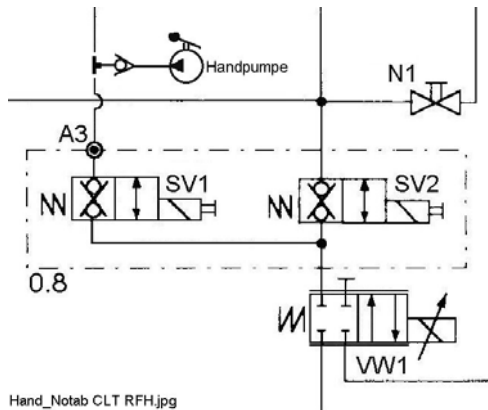 Handpumpe
N1
A3
SV1
SV2
0.8
VW1
Hand_Notab CLT RFH.jpg